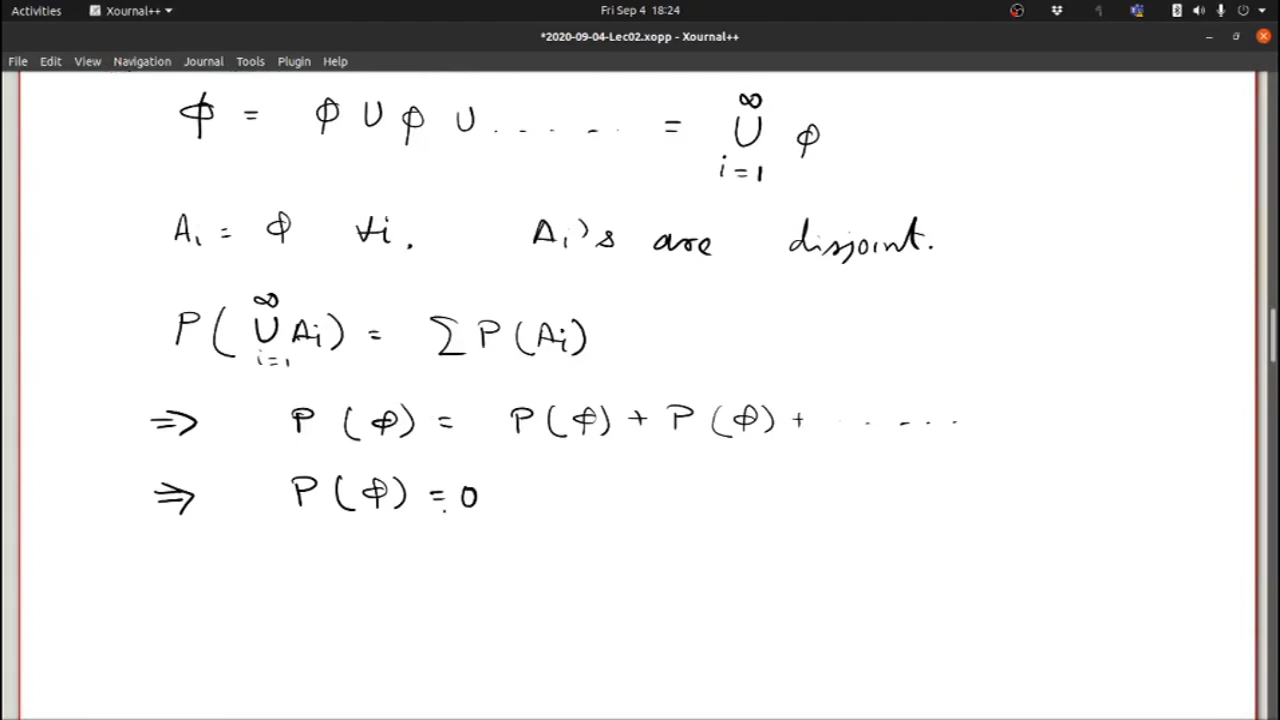 Activities Xournal++ Fri Sep 4 18:24
*2020-09-04-Lec02.xopp - Xournal++
File Edit View Navigation Journal Tools Plugin Help
ϕ = ϕ ∪ ϕ ∪ ...... = ∞ ∪ i=1 ϕ
Ai = ϕ ∀i. Ai's are disjoint.
P( ∞ ∪ i=1 Ai) = Σ P(Ai)
⇒ P(ϕ) = P(ϕ) + P(ϕ) + .....
⇒ P(ϕ) = 0